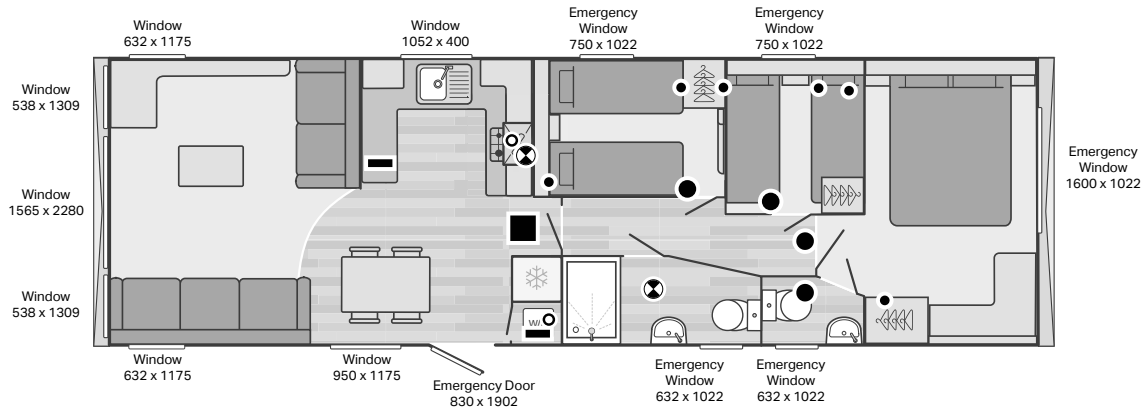 Window
632 x 1175
Window
1052 x 400
Emergency
Window
750 x 1022
Emergency
Window
750 x 1022
Window
538 x 1309
Window
1565 x 2280
Window
538 x 1309
Emergency
Window
1600 x 1022
Window
632 x 1175
Window
950 x 1175
Emergency Door
830 x 1902
Emergency
Window
632 x 1022
Emergency
Window
632 x 1022